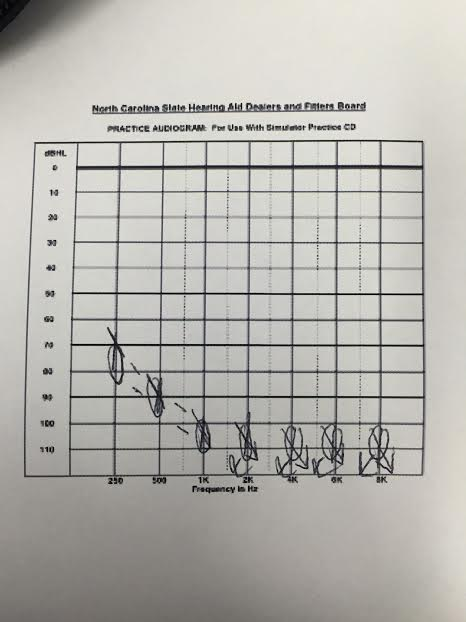 North Carolina State Hearing Aid Dealers and Fitters Board
PRACTICE AUDIOGRAM: For Use With Simulator Practice CD
dBHL
0
10
20
30
40
50
60
70
80
90
100
110
250 500 1K 2K 4K 6K 8K
Frequency in Hz